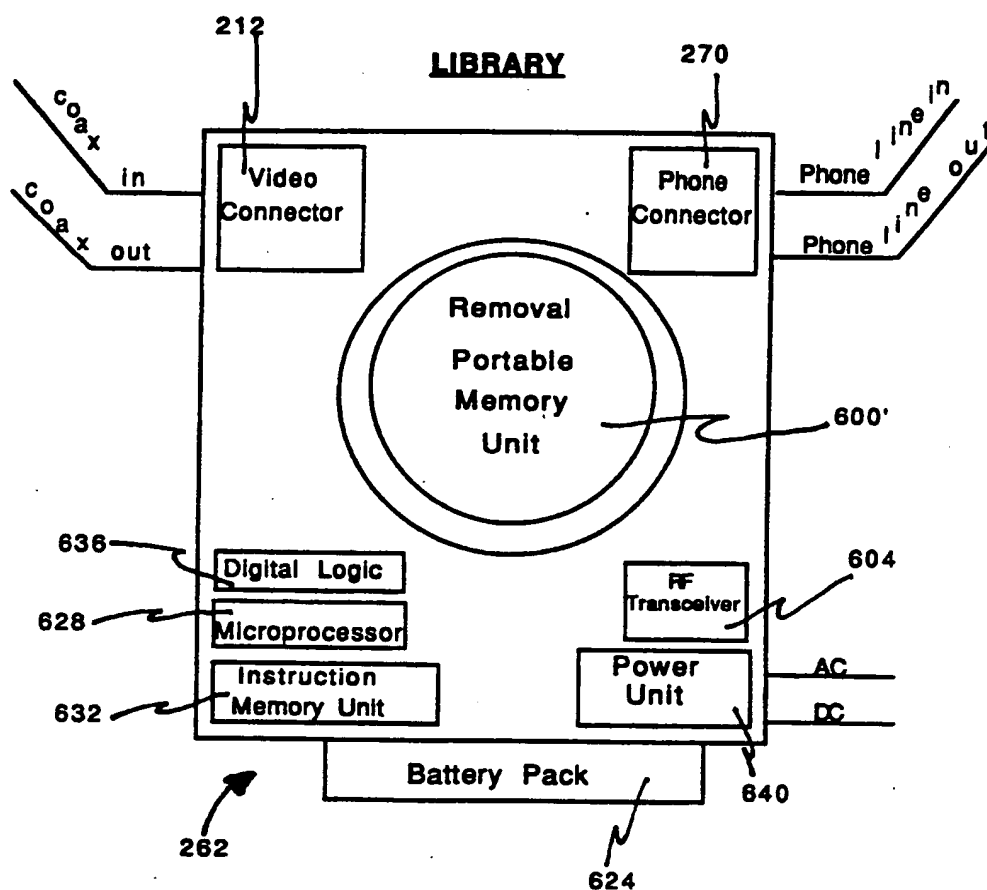 212
LIBRARY
270
coax in
coax out
Video
Connector
Phone
Connector
Phone line in
Phone line out
Removal
Portable
Memory
Unit
600'
636
Digital Logic
628
Microprocessor
632
Instruction
Memory Unit
RF
Transceiver
604
Power
Unit
AC
DC
640
Battery Pack
262
624